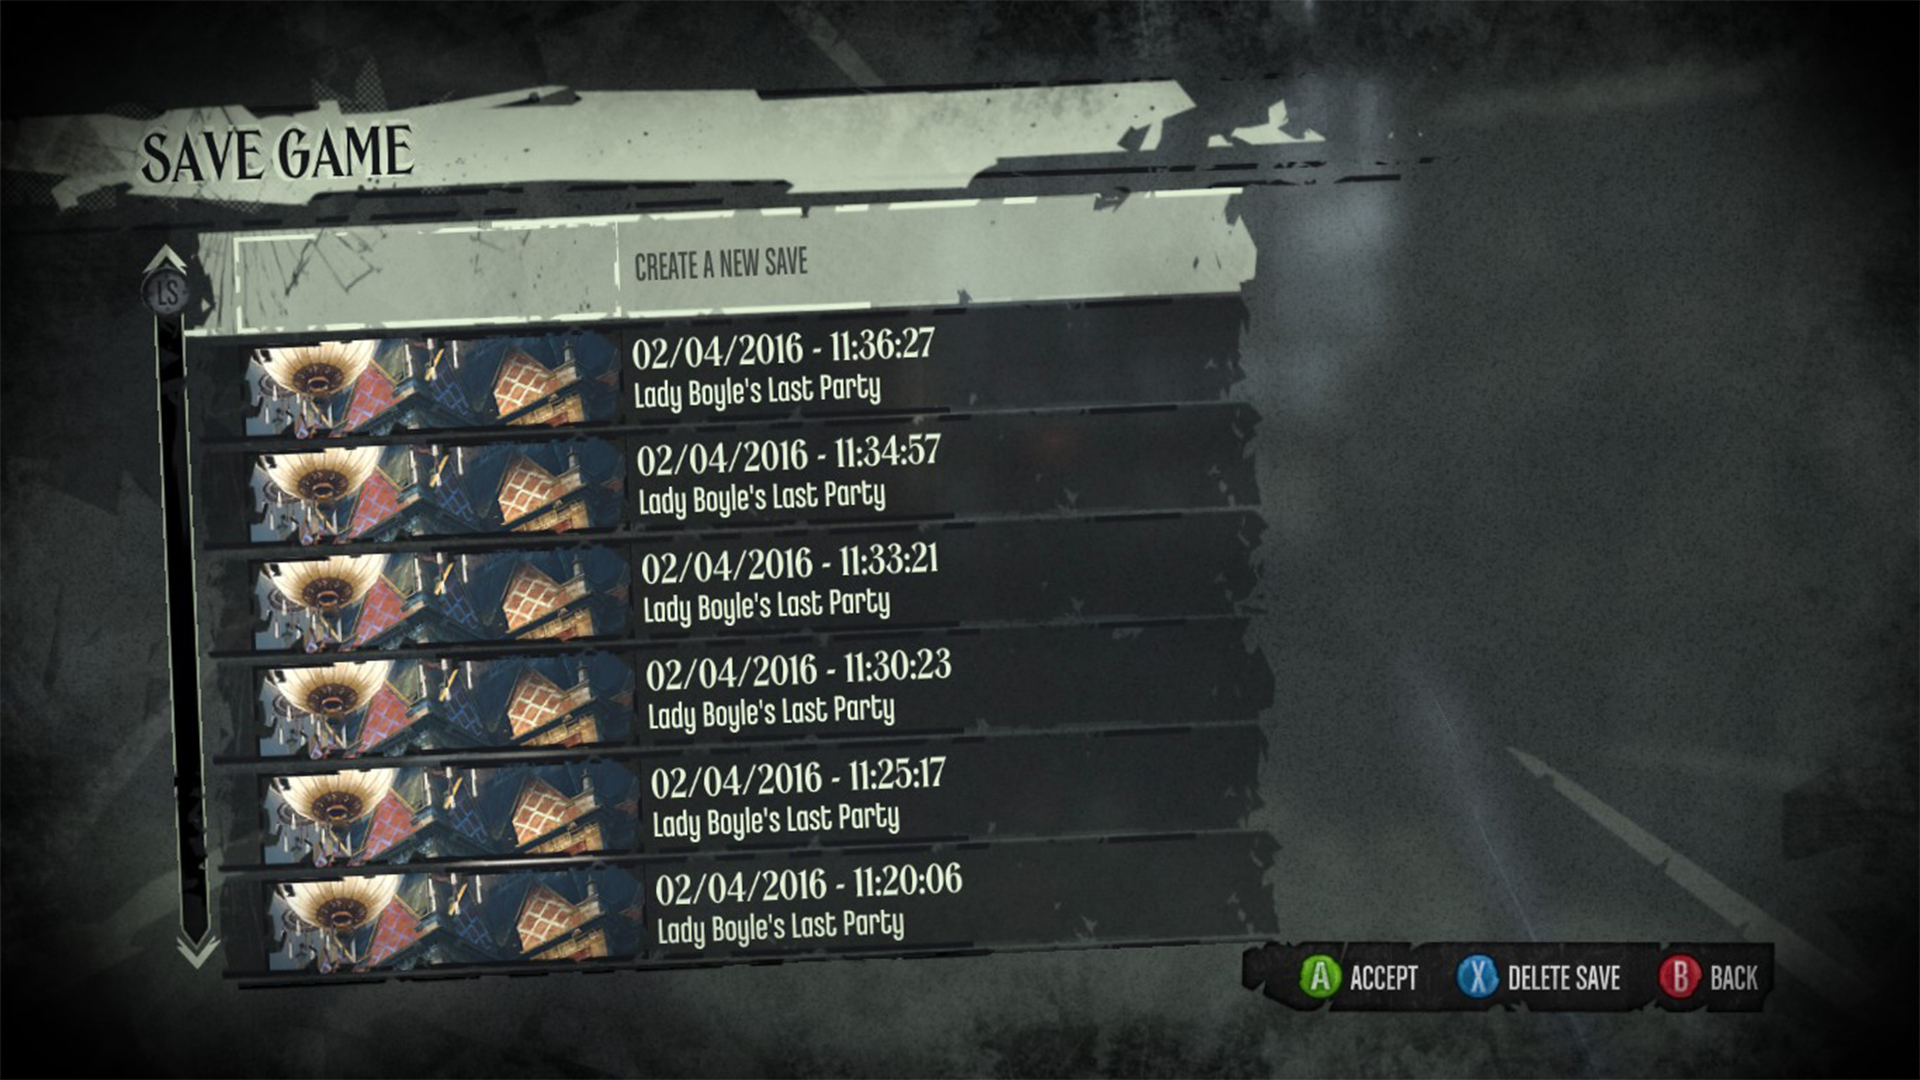 SAVE GAME
LS
CREATE A NEW SAVE
02/04/2016 - 11:36:27
Lady Boyle's Last Party
02/04/2016 - 11:34:57
Lady Boyle's Last Party
02/04/2016 - 11:33:21
Lady Boyle's Last Party
02/04/2016 - 11:30:23
Lady Boyle's Last Party
02/04/2016 - 11:25:17
Lady Boyle's Last Party
02/04/2016 - 11:20:06
Lady Boyle's Last Party
A ACCEPT X DELETE SAVE B BACK